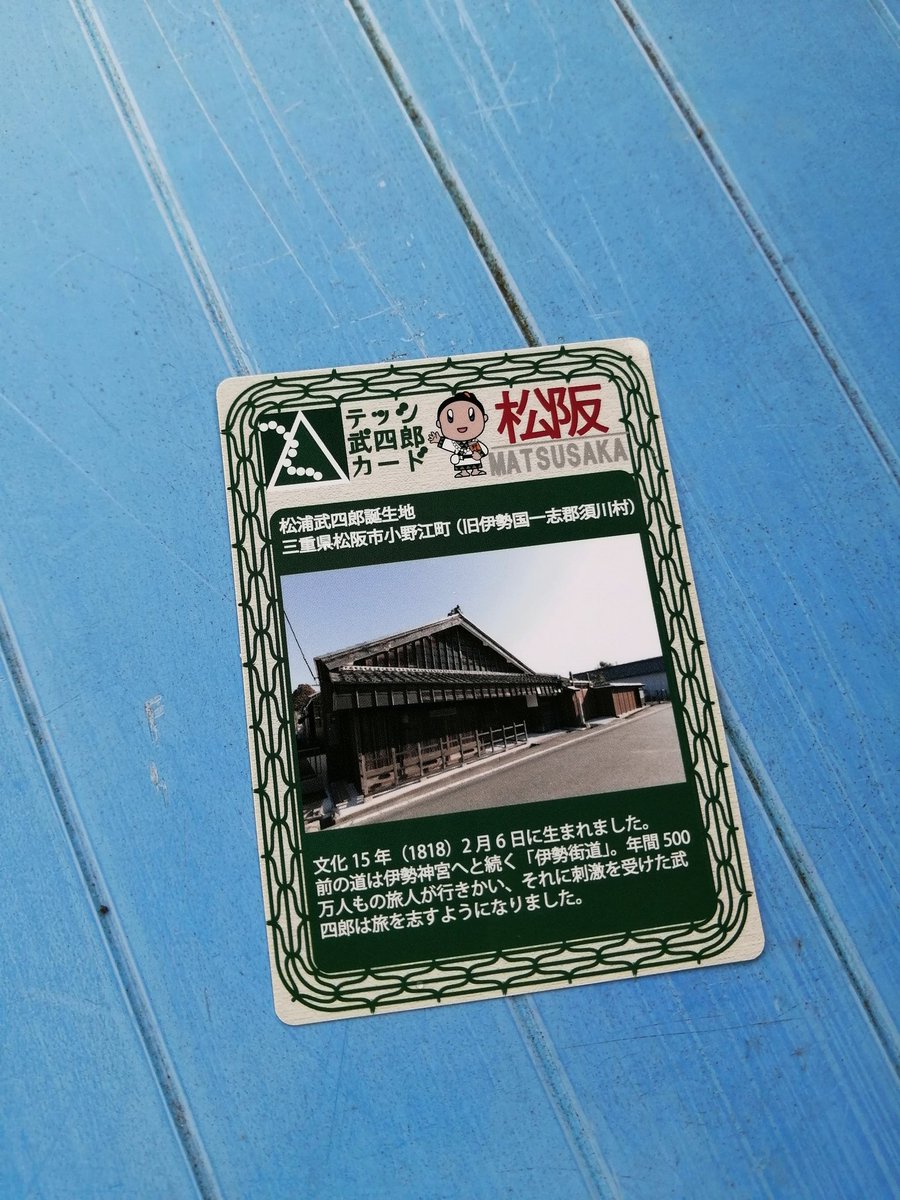 テッシ
武四郎
カード
松阪
MATSUSAKA
松浦武四郎誕生地
三重県松阪市小野江町（旧伊勢国一志郡須川村）
文化15年（1818）2月6日に生まれました。
前の道は伊勢神宮へと続く「伊勢街道」。年間500
万人もの旅人が行きかい、それに刺激を受けた武
四郎は旅を志すようになりました。